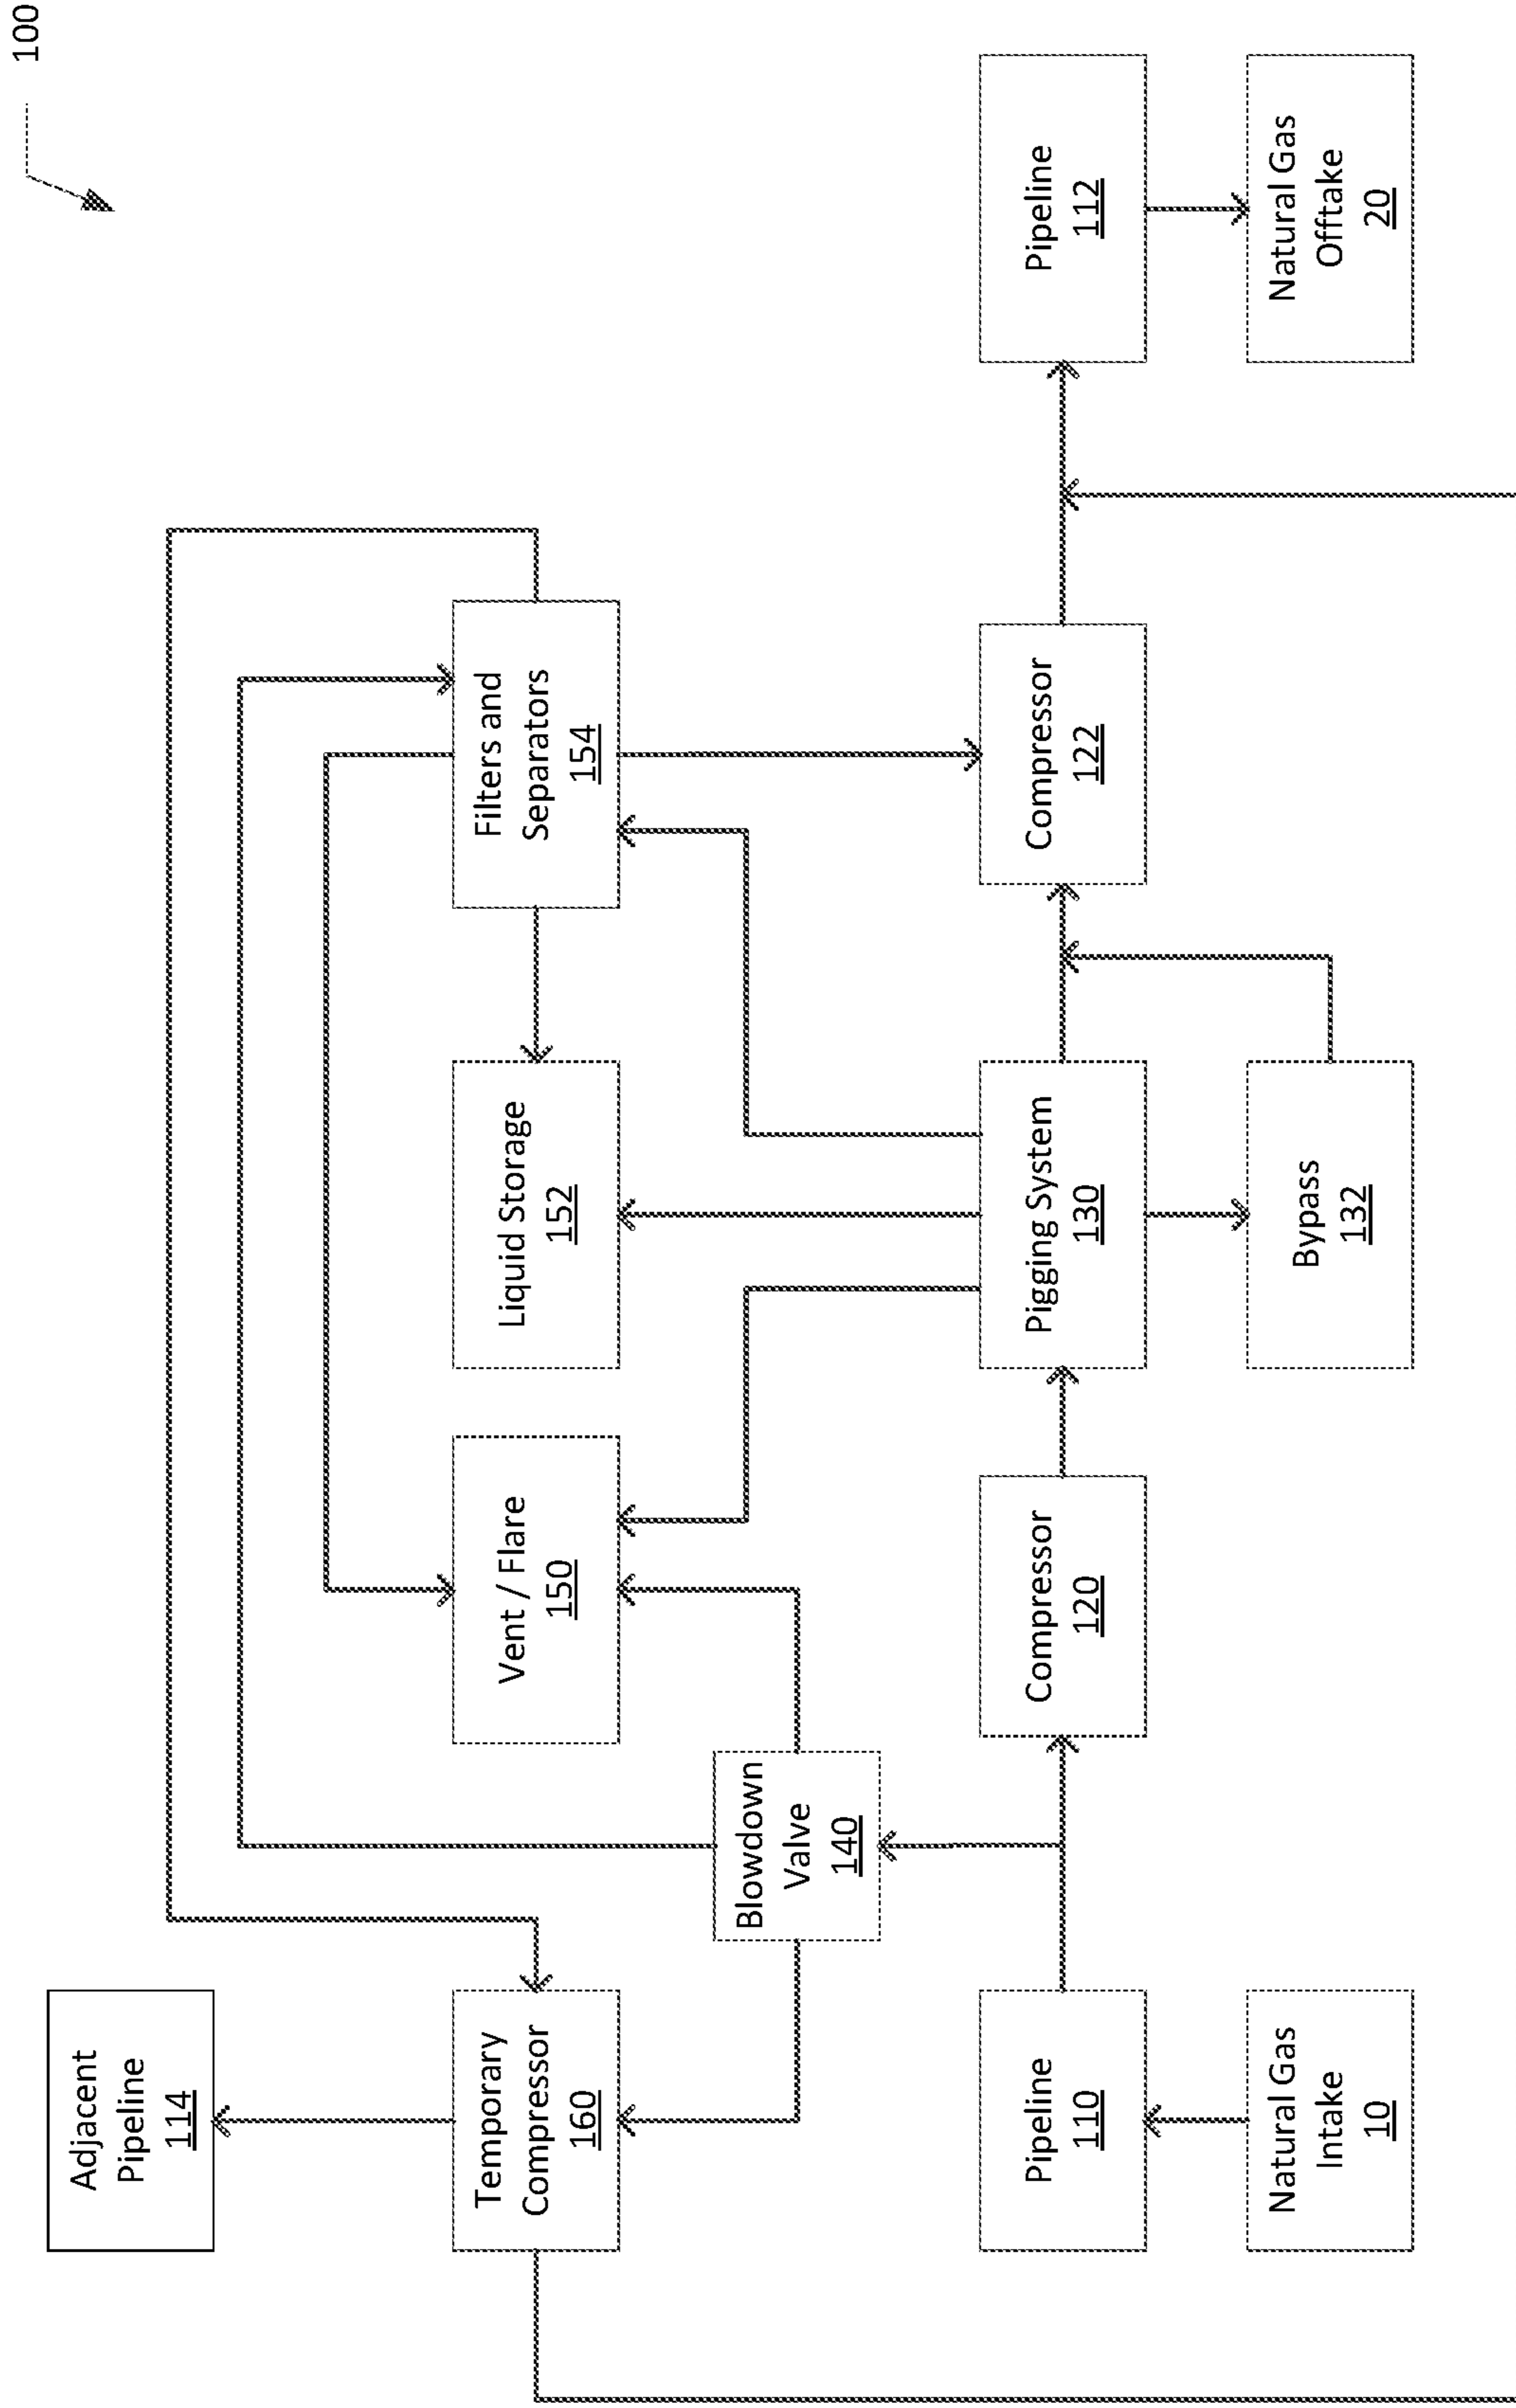 100
Adjacent
Pipeline
114
Temporary
Compressor
160
Vent / Flare
150
Liquid Storage
152
Filters and
Separators
154
Blowdown
Valve
140
Pipeline
110
Compressor
120
Pigging System
130
Compressor
122
Pipeline
112
Natural Gas
Intake
10
Bypass
132
Natural Gas
Offtake
20